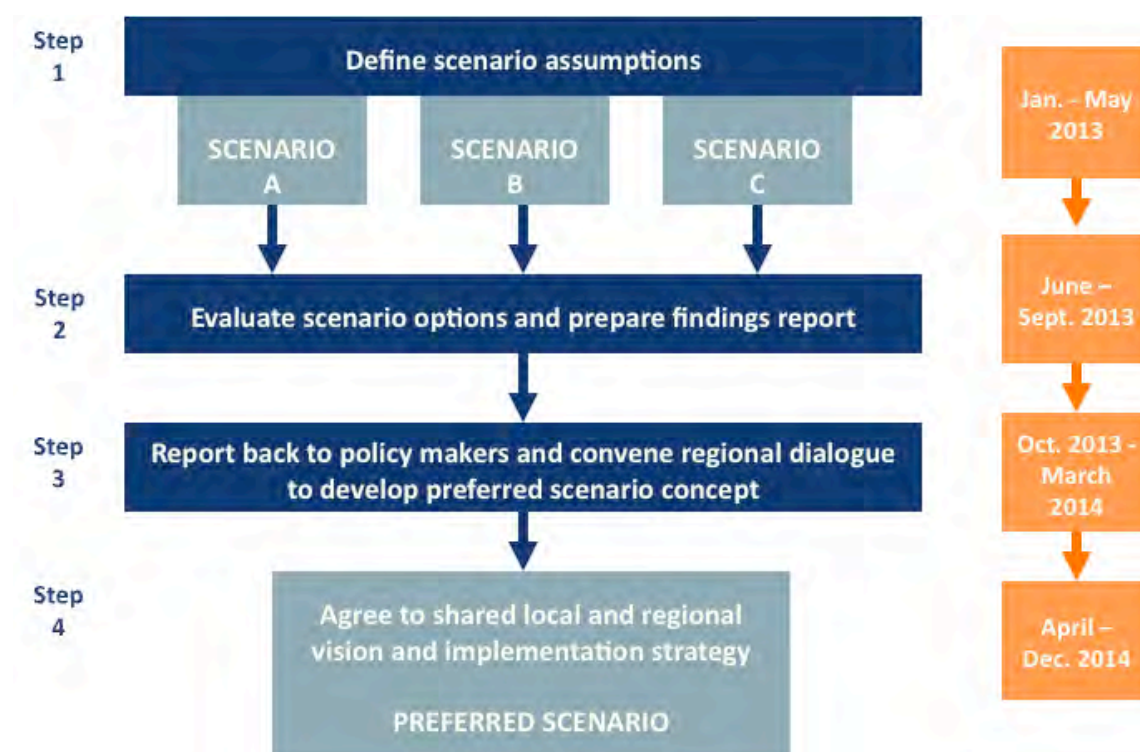 Step
1
Define scenario assumptions
SCENARIO
A
SCENARIO
B
SCENARIO
C
Jan. - May
2013
Step
2
Evaluate scenario options and prepare findings report
June –
Sept. 2013
Step
3
Report back to policy makers and convene regional dialogue
to develop preferred scenario concept
Oct. 2013 -
March
2014
Step
4
Agree to shared local and regional
vision and implementation strategy
PREFERRED SCENARIO
April –
Dec. 2014